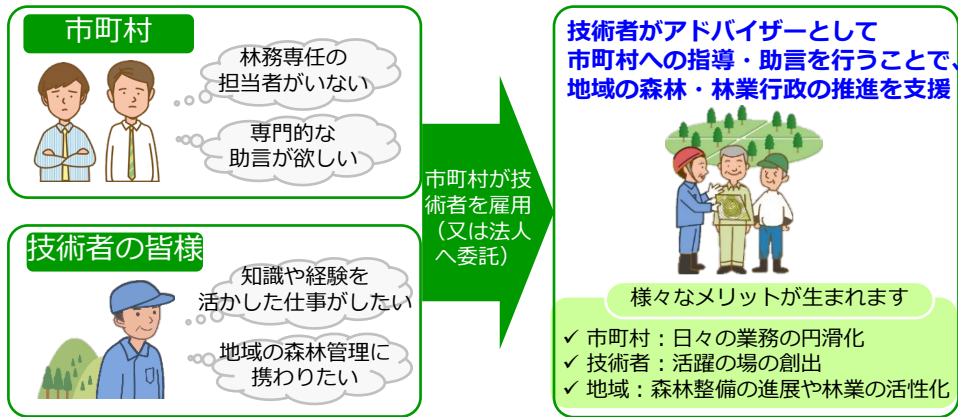 市町村
林務専任の
担当者がいない
専門的な
助言が欲しい
技術者の皆様
知識や経験を
活かした仕事がしたい
地域の森林管理に
携わりたい
市町村が技
術者を雇用
（又は法人
へ委託）
技術者がアドバイザーとして
市町村への指導・助言を行うことで、
地域の森林・林業行政の推進を支援
様々なメリットが生まれます
✓ 市町村：日々の業務の円滑化
✓ 技術者：活躍の場の創出
✓ 地域：森林整備の進展や林業の活性化